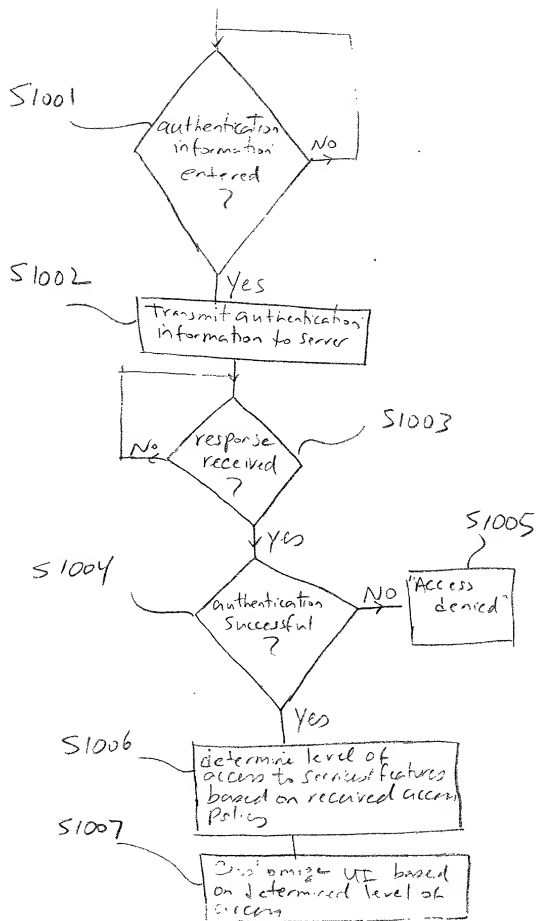 S1001
authentication
information
entered
?
NO
Yes
S1002
Transmit authentication
information to server
S1003
response
received
?
No
yes
S1004
authentication
Successful
?
NO
S1005
"Access
denied"
Yes
S1006
determine level of
access to services/features
based on received access
Policy
S1007
Customize UI based
on determined level of
access